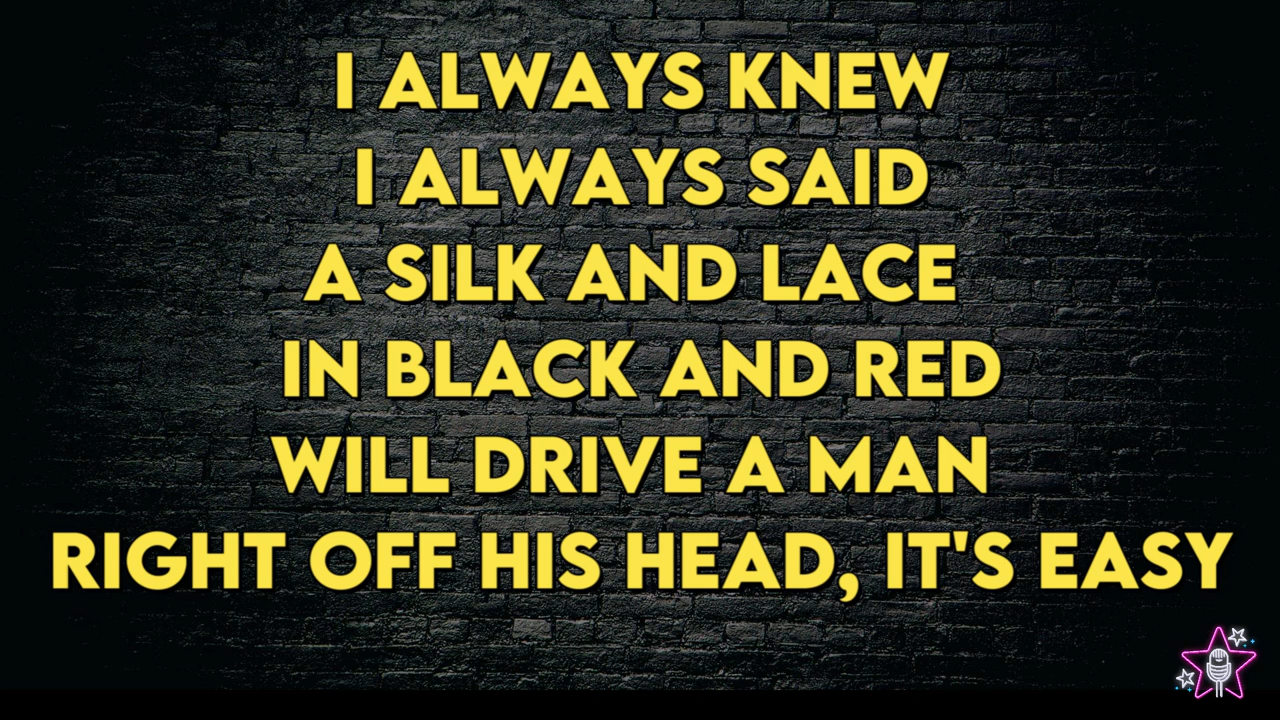 I ALWAYS KNEW
I ALWAYS SAID
A SILK AND LACE
IN BLACK AND RED
WILL DRIVE A MAN
RIGHT OFF HIS HEAD, IT'S EASY